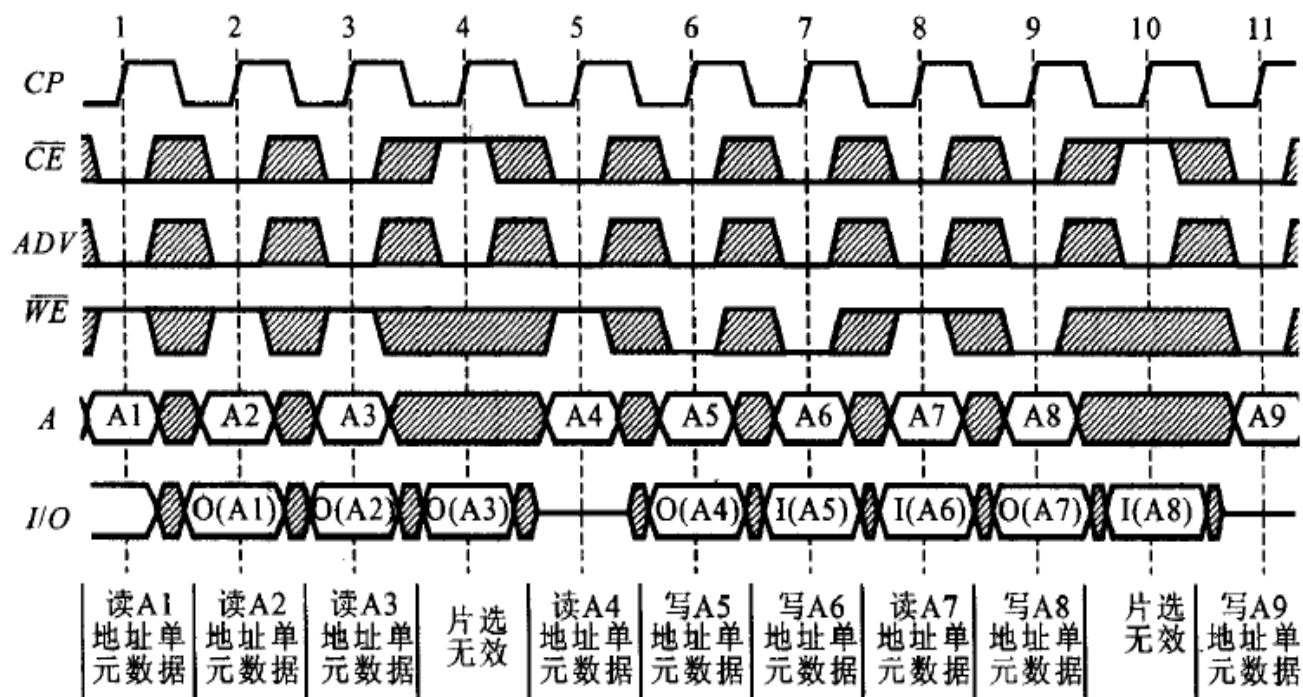 1 2 3 4 5 6 7 8 9 10 11
CP
CE
ADV
WE
A A1 A2 A3 A4 A5 A6 A7 A8 A9
I/O O(A1) O(A2) O(A3) O(A4) I(A5) I(A6) O(A7) I(A8)
读A1 读A2 读A3 片选 读A4 写A5 写A6 读A7 写A8 片选 写A9
地址单 地址单 地址单 无效 地址单 地址单 地址单 地址单 地址单 无效 地址单
元数据 元数据 元数据 元数据 元数据 元数据 元数据 元数据 元数据